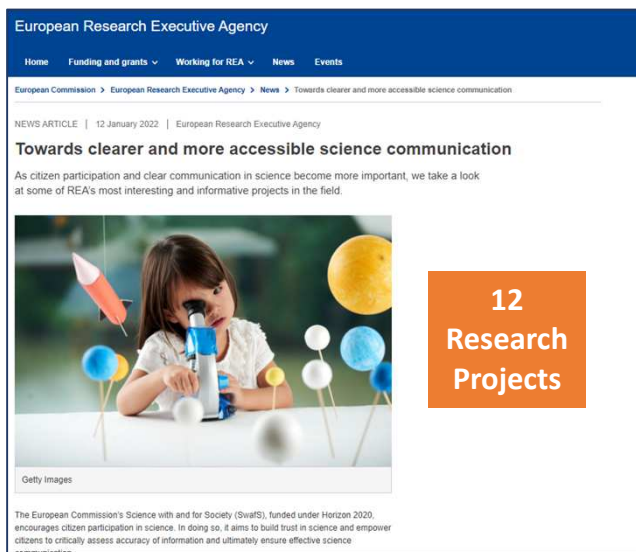 European Research Executive Agency
Home Funding and grants Working for REA News Events
European Commission > European Research Executive Agency > News > Towards clearer and more accessible science communication
NEWS ARTICLE | 12 January 2022 | European Research Executive Agency
Towards clearer and more accessible science communication
As citizen participation and clear communication in science become more important, we take a look
at some of REA's most interesting and informative projects in the field.
12
Research
Projects
Getty Images
The European Commission's Science with and for Society (SwafS), funded under Horizon 2020,
encourages citizen participation in science. In doing so, it aims to build trust in science and empower
citizens to critically assess accuracy of information and ultimately ensure effective science
communication